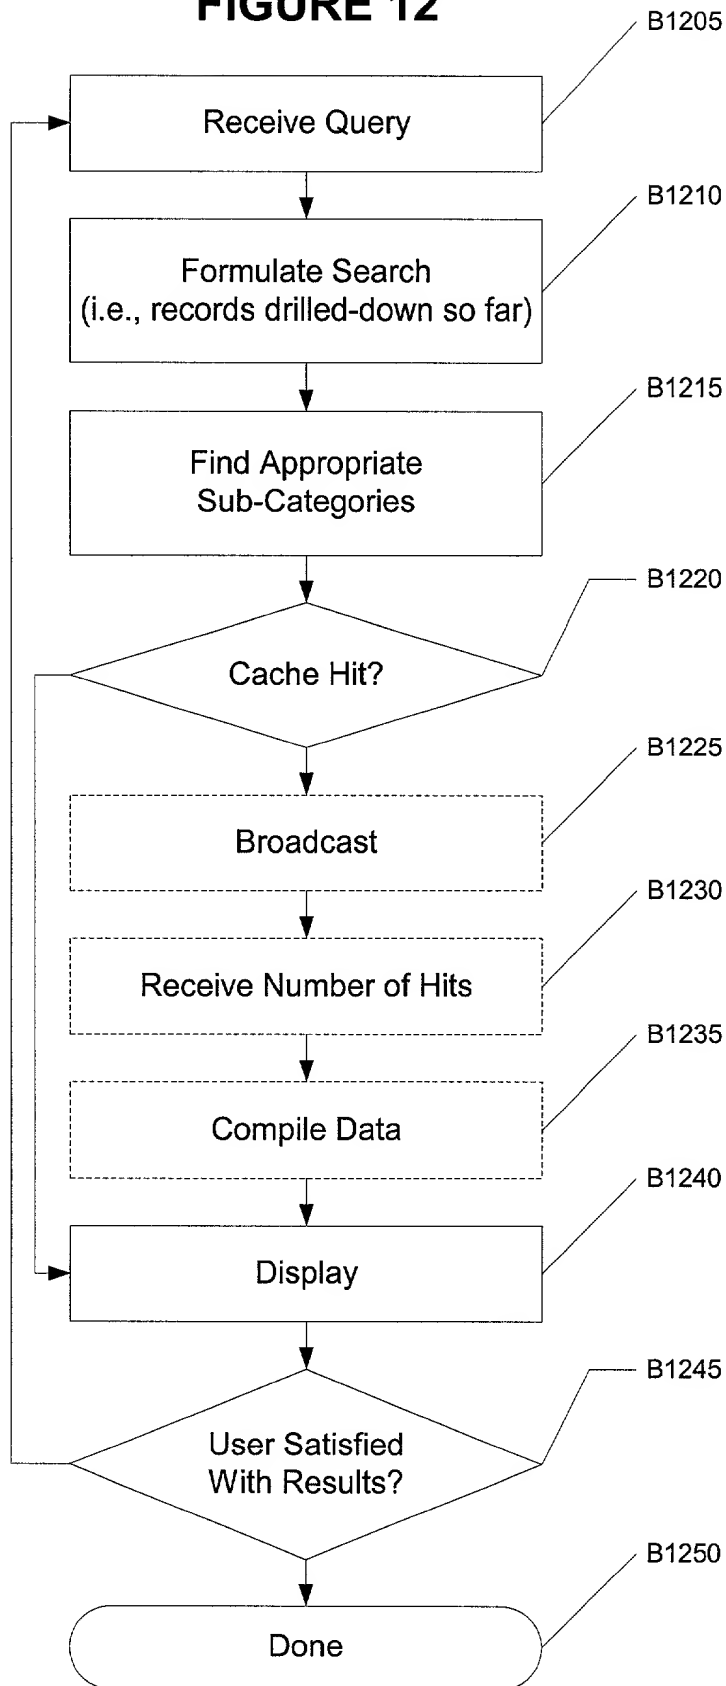 FIGURE 12
B1205
Receive Query
B1210
Formulate Search
(i.e., records drilled-down so far)
B1215
Find Appropriate
Sub-Categories
B1220
Cache Hit?
B1225
Broadcast
B1230
Receive Number of Hits
B1235
Compile Data
B1240
Display
B1245
User Satisfied
With Results?
B1250
Done